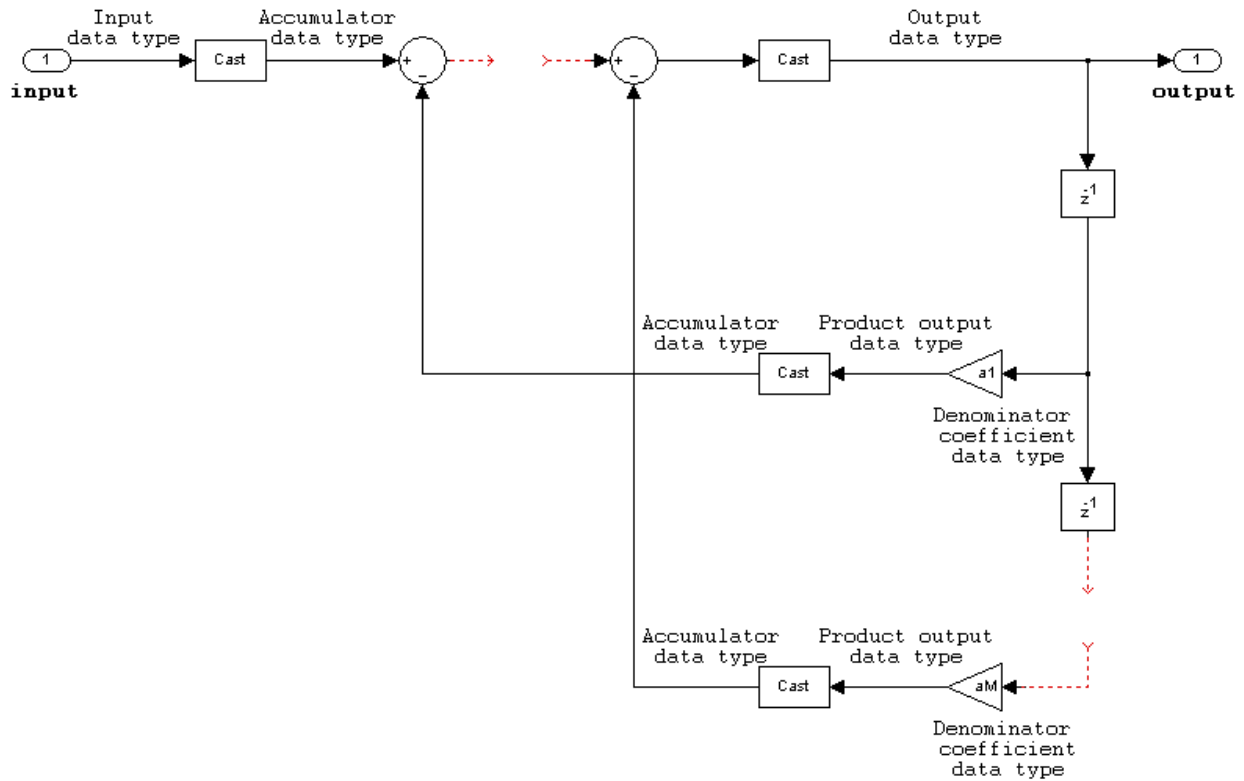 Input
data type
Accumulator
data type
Output
data type
1
Cast
+
−
+
−
Cast
1
input
output
z-1
Accumulator
data type
Product output
data type
Cast
a1
Denominator
coefficient
data type
z-1
Accumulator
data type
Product output
data type
Cast
aM
Denominator
coefficient
data type